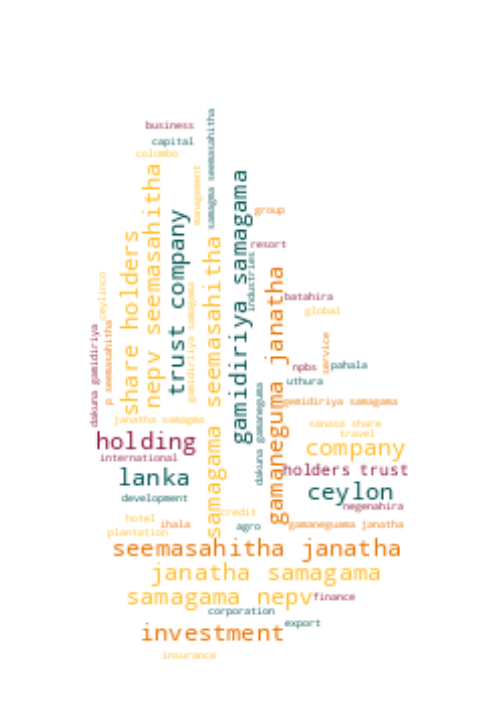 business
capital
colombo
samagma seemasahitha
management
nepv seemasahitha
gamidiriya samagama
group
trust company
share holders
resort
samagama seemasahitha
industries
gamaneguma janatha
ceylinco
gamidiriya samagama
batahira
global
p seemasahitha
dakuna gamidiriya
service
npbs
pahala
uthura
dakuna gamaneguma
gemidiriya samagama
janatha samagma
sanasa share
travel
holding
company
international
holders trust
lanka
ceylon
development
negenahira
credit
hotel
ihala
agro
gamaneguama janatha
plantation
seemasahitha janatha
janatha samagama
samagama nepv
finance
corporation
export
investment
insurance